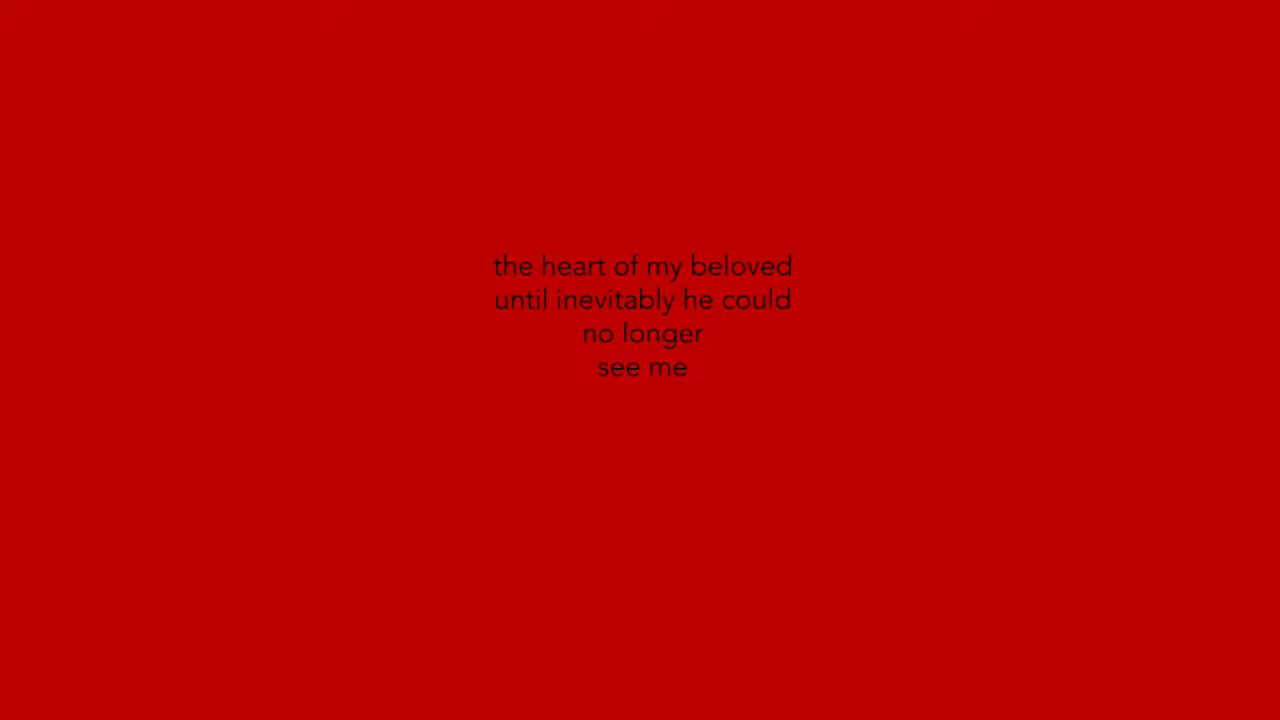 the heart of my beloved
until inevitably he could
no longer
see me